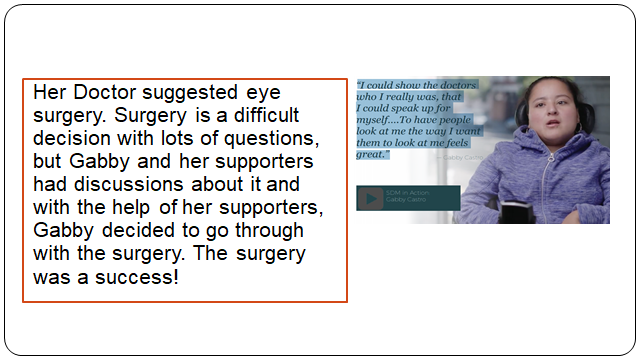 Her Doctor suggested eye
surgery. Surgery is a difficult
decision with lots of questions,
but Gabby and her supporters
had discussions about it and
with the help of her supporters,
Gabby decided to go through
with the surgery. The surgery
was a success!
“I could show the doctors
who I really was, that
I could speak up for
myself....To have people
look at me the way I want
them to look at me feels
great.”
— Gabby Castro
SDM in Action
Gabby Castro